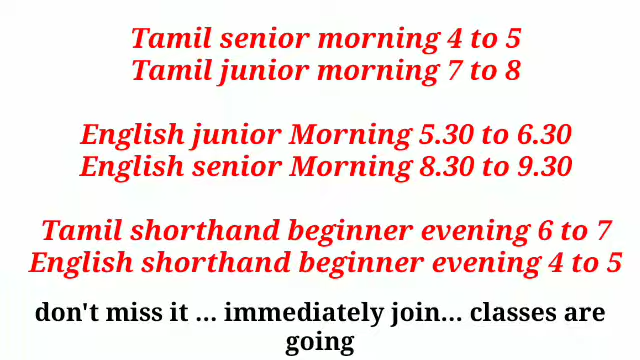 Tamil senior morning 4 to 5
Tamil junior morning 7 to 8
English junior Morning 5.30 to 6.30
English senior Morning 8.30 to 9.30
Tamil shorthand beginner evening 6 to 7
English shorthand beginner evening 4 to 5
don't miss it ... immediately join... classes are
going